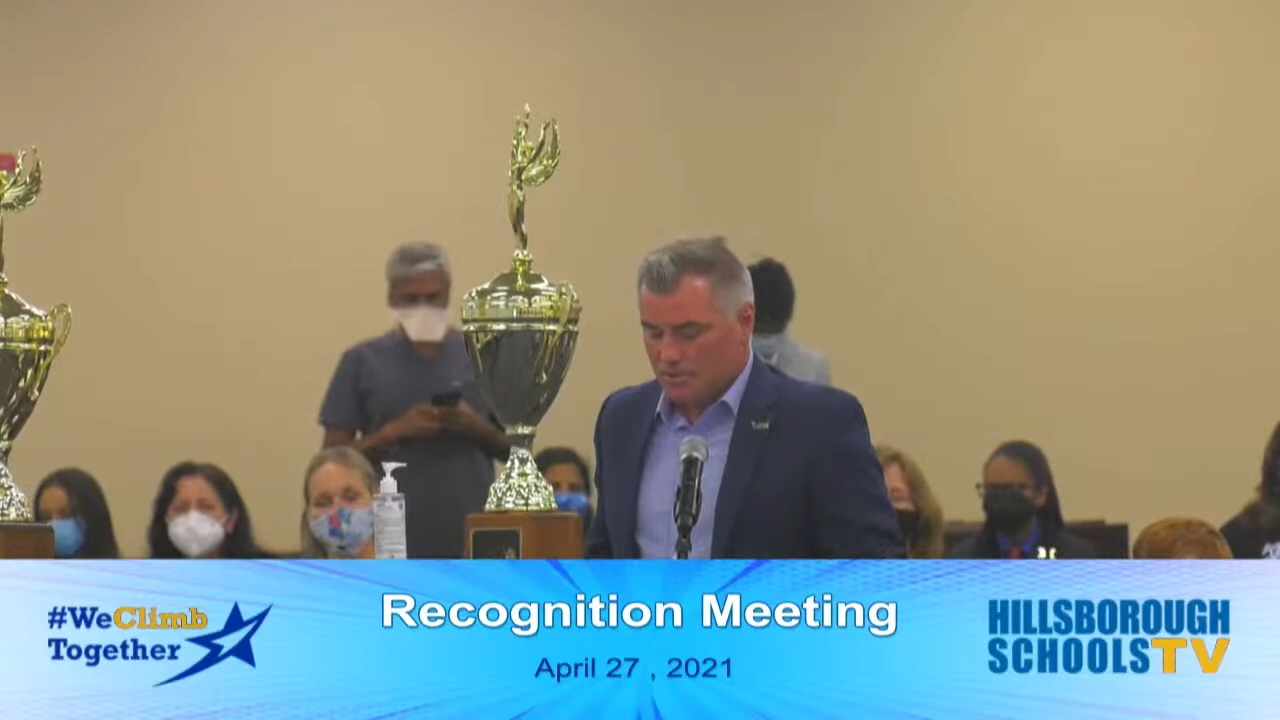 #WeClimb
Together
Recognition Meeting
April 27 , 2021
HILLSBOROUGH
SCHOOLSTV